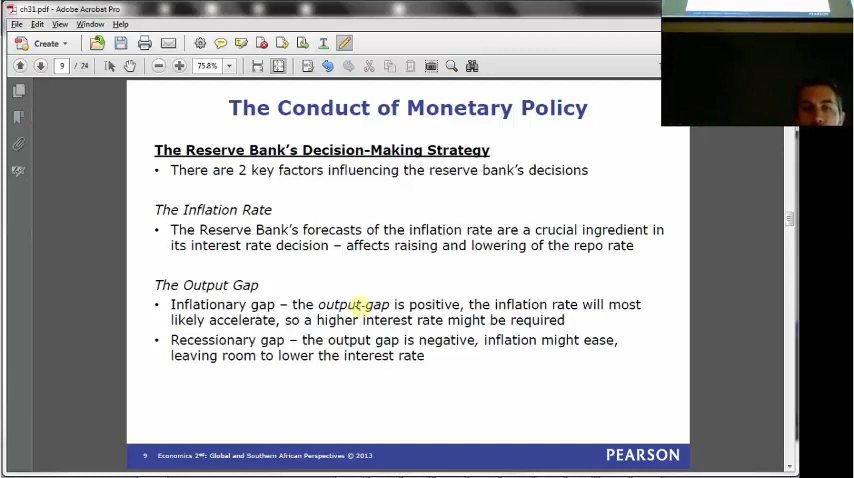 ch31.pdf - Adobe Acrobat Pro
File Edit View Window Help
Create
9 / 24 75.8%
The Conduct of Monetary Policy
The Reserve Bank's Decision-Making Strategy
• There are 2 key factors influencing the reserve bank's decisions
The Inflation Rate
• The Reserve Bank's forecasts of the inflation rate are a crucial ingredient in
its interest rate decision – affects raising and lowering of the repo rate
The Output Gap
• Inflationary gap – the output gap is positive, the inflation rate will most
likely accelerate, so a higher interest rate might be required
• Recessionary gap – the output gap is negative, inflation might ease,
leaving room to lower the interest rate
9 Economics 2ⁿᵈ: Global and Southern African Perspectives © 2013 PEARSON